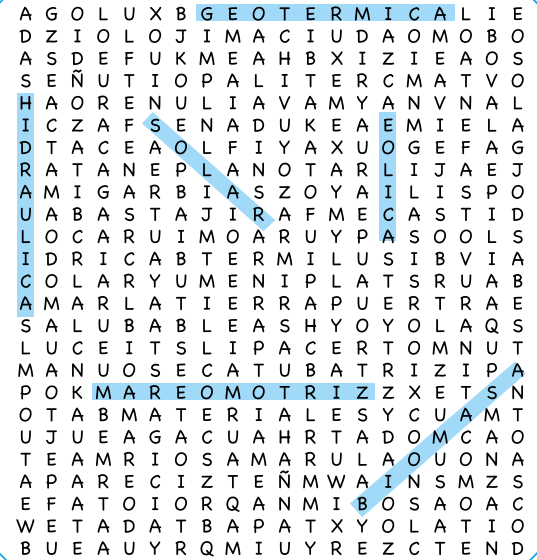 A G O L U X B G E O T E R M I C A L I E
D Z I O L O J I M A C I U D A O M O B O
A S D E F U K M E A H B X I Z I E A O S
S E Ñ U T I O P A L I T E R C M A T V O
H A O R E N U L I A V A M Y A N V N A L
I C Z A F S E N A D U K E A E M I E L A
D T A C E A O L F I Y A X U O G E F A G
R A T A N E P L A N O T A R L I J A E J
A M I G A R B I A S Z O Y A I L I S P O
U A B A S T A J I R A F M E C A S T I D
L O C A R U I M O A R U Y P A S O O L S
I D R I C A B T E R M I L U S I B V I A
C O L A R Y U M E N I P L A T S R U A B
A M A R L A T I E R R A P U E R T R A E
S A L U B A B L E A S H Y O Y O L A Q S
L U C E I T S L I P A C E R T O M N U T
M A N U O S E C A T U B A T R I Z I P A
P O K M A R E O M O T R I Z Z X E T S N
O T A B M A T E R I A L E S Y C U A M T
U J U E A G A C U A H R T A D O M C A O
T E A M R I O S A M A R U L A O U O N A
A P A R E C I Z T E Ñ M W A I N S M Z S
E F A T O I O R Q A N M I B O S A O A C
W E T A D A T B A P A T X Y O L A T I O
B U E A U Y R Q M I U Y R E Z C T E N D